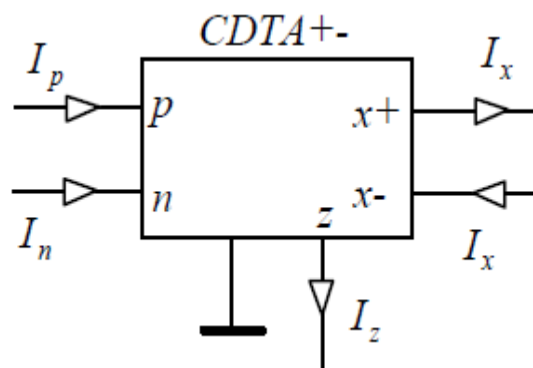 CDTA+-
I_p
I_x
p
x+
n
x-
z
I_n
I_x
I_z